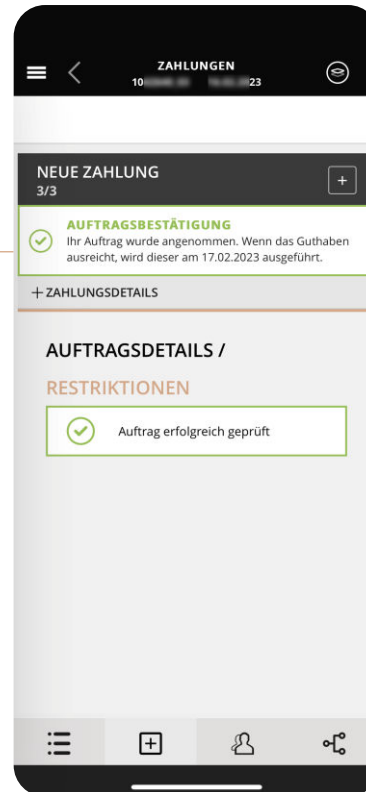 ZAHLUNGEN
10 23
NEUE ZAHLUNG
3/3
+
AUFTRAGSBESTÄTIGUNG
Ihr Auftrag wurde angenommen. Wenn das Guthaben
ausreicht, wird dieser am 17.02.2023 ausgeführt.
+ ZAHLUNGSDETAILS
AUFTRAGSDETAILS /
RESTRIKTIONEN
Auftrag erfolgreich geprüft